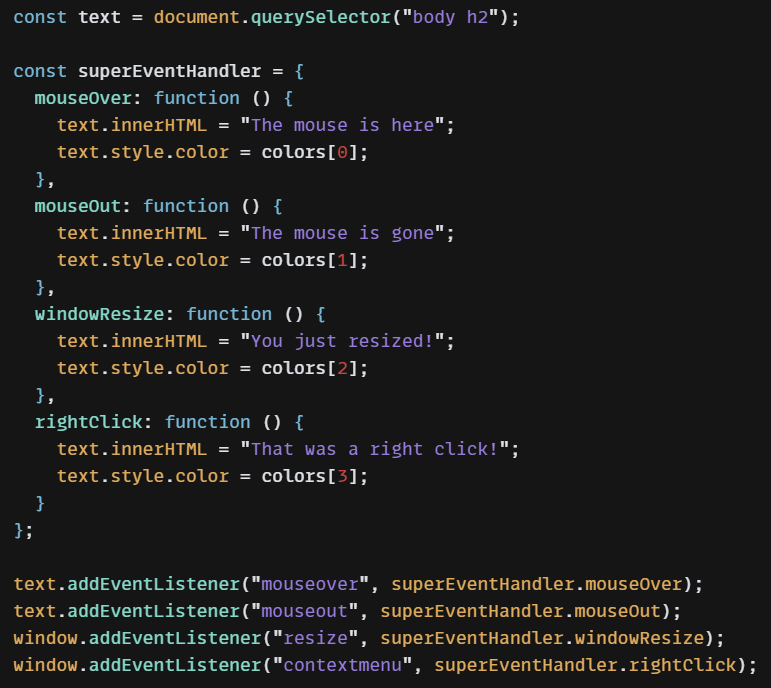 const text = document.querySelector("body h2");

const superEventHandler = {
  mouseOver: function () {
    text.innerHTML = "The mouse is here";
    text.style.color = colors[0];
  },
  mouseOut: function () {
    text.innerHTML = "The mouse is gone";
    text.style.color = colors[1];
  },
  windowResize: function () {
    text.innerHTML = "You just resized!";
    text.style.color = colors[2];
  },
  rightClick: function () {
    text.innerHTML = "That was a right click!";
    text.style.color = colors[3];
  }
};

text.addEventListener("mouseover", superEventHandler.mouseOver);
text.addEventListener("mouseout", superEventHandler.mouseOut);
window.addEventListener("resize", superEventHandler.windowResize);
window.addEventListener("contextmenu", superEventHandler.rightClick);